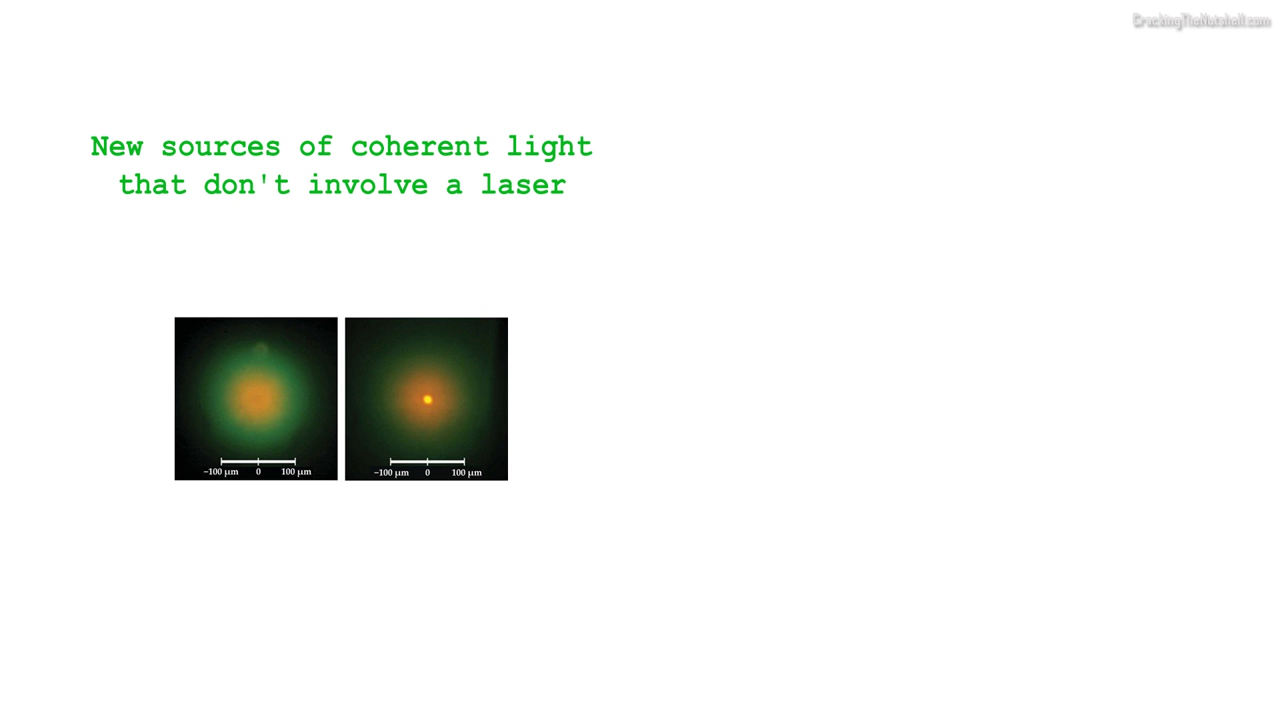 CrackingTheNutshell.com
New sources of coherent light
that don't involve a laser
−100 µm 0 100 µm
−100 µm 0 100 µm